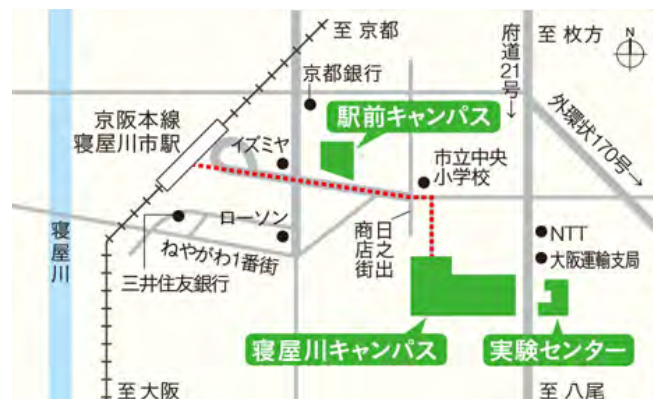 至 京都
京都銀行
府道21号→
至 枚方
N
京阪本線
寝屋川市駅
イズミヤ
駅前キャンパス
外環状170号→
市立中央
小学校
ローソン
ねやがわ1番街
三井住友銀行
寝屋川
日之出
商店街
NTT
大阪運輸支局
寝屋川キャンパス
実験センター
至 大阪
至 八尾